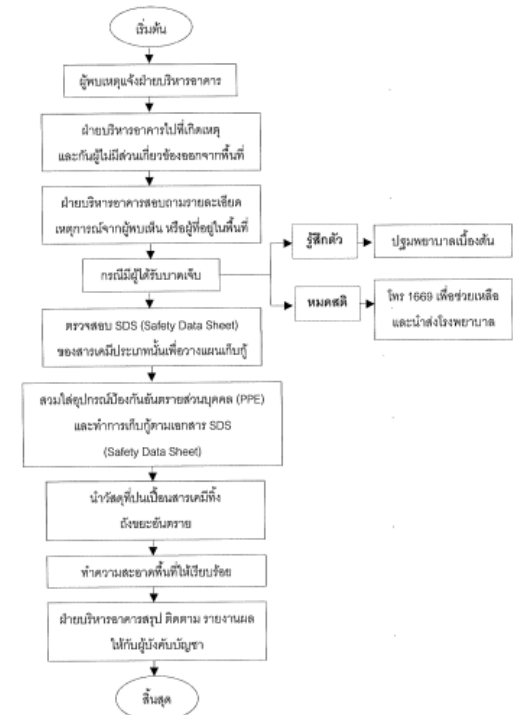 เริ่มต้น
ผู้พบเหตุแจ้งฝ่ายบริหารอาคาร
ฝ่ายบริหารอาคารไปที่เกิดเหตุ
และกันผู้ไม่มีส่วนเกี่ยวข้องออกจากพื้นที่
ฝ่ายบริหารอาคารสอบถามรายละเอียด
เหตุการณ์จากผู้พบเห็น หรือผู้ที่อยู่ในพื้นที่
กรณีมีผู้ได้รับบาดเจ็บ
รู้สึกตัว
ปฐมพยาบาลเบื้องต้น
หมดสติ
โทร 1669 เพื่อช่วยเหลือ
และนำส่งโรงพยาบาล
ตรวจสอบ SDS (Safety Data Sheet)
ของสารเคมีประเภทนั้นเพื่อวางแผนเก็บกู้
สวมใส่อุปกรณ์ป้องกันอันตรายส่วนบุคคล (PPE)
และทำการเก็บกู้ตามเอกสาร SDS
(Safety Data Sheet)
นำวัสดุที่ปนเปื้อนสารเคมีทิ้ง
ถังขยะอันตราย
ทำความสะอาดพื้นที่ให้เรียบร้อย
ฝ่ายบริหารอาคารสรุป ติดตาม รายงานผล
ให้กับผู้บังคับบัญชา
สิ้นสุด